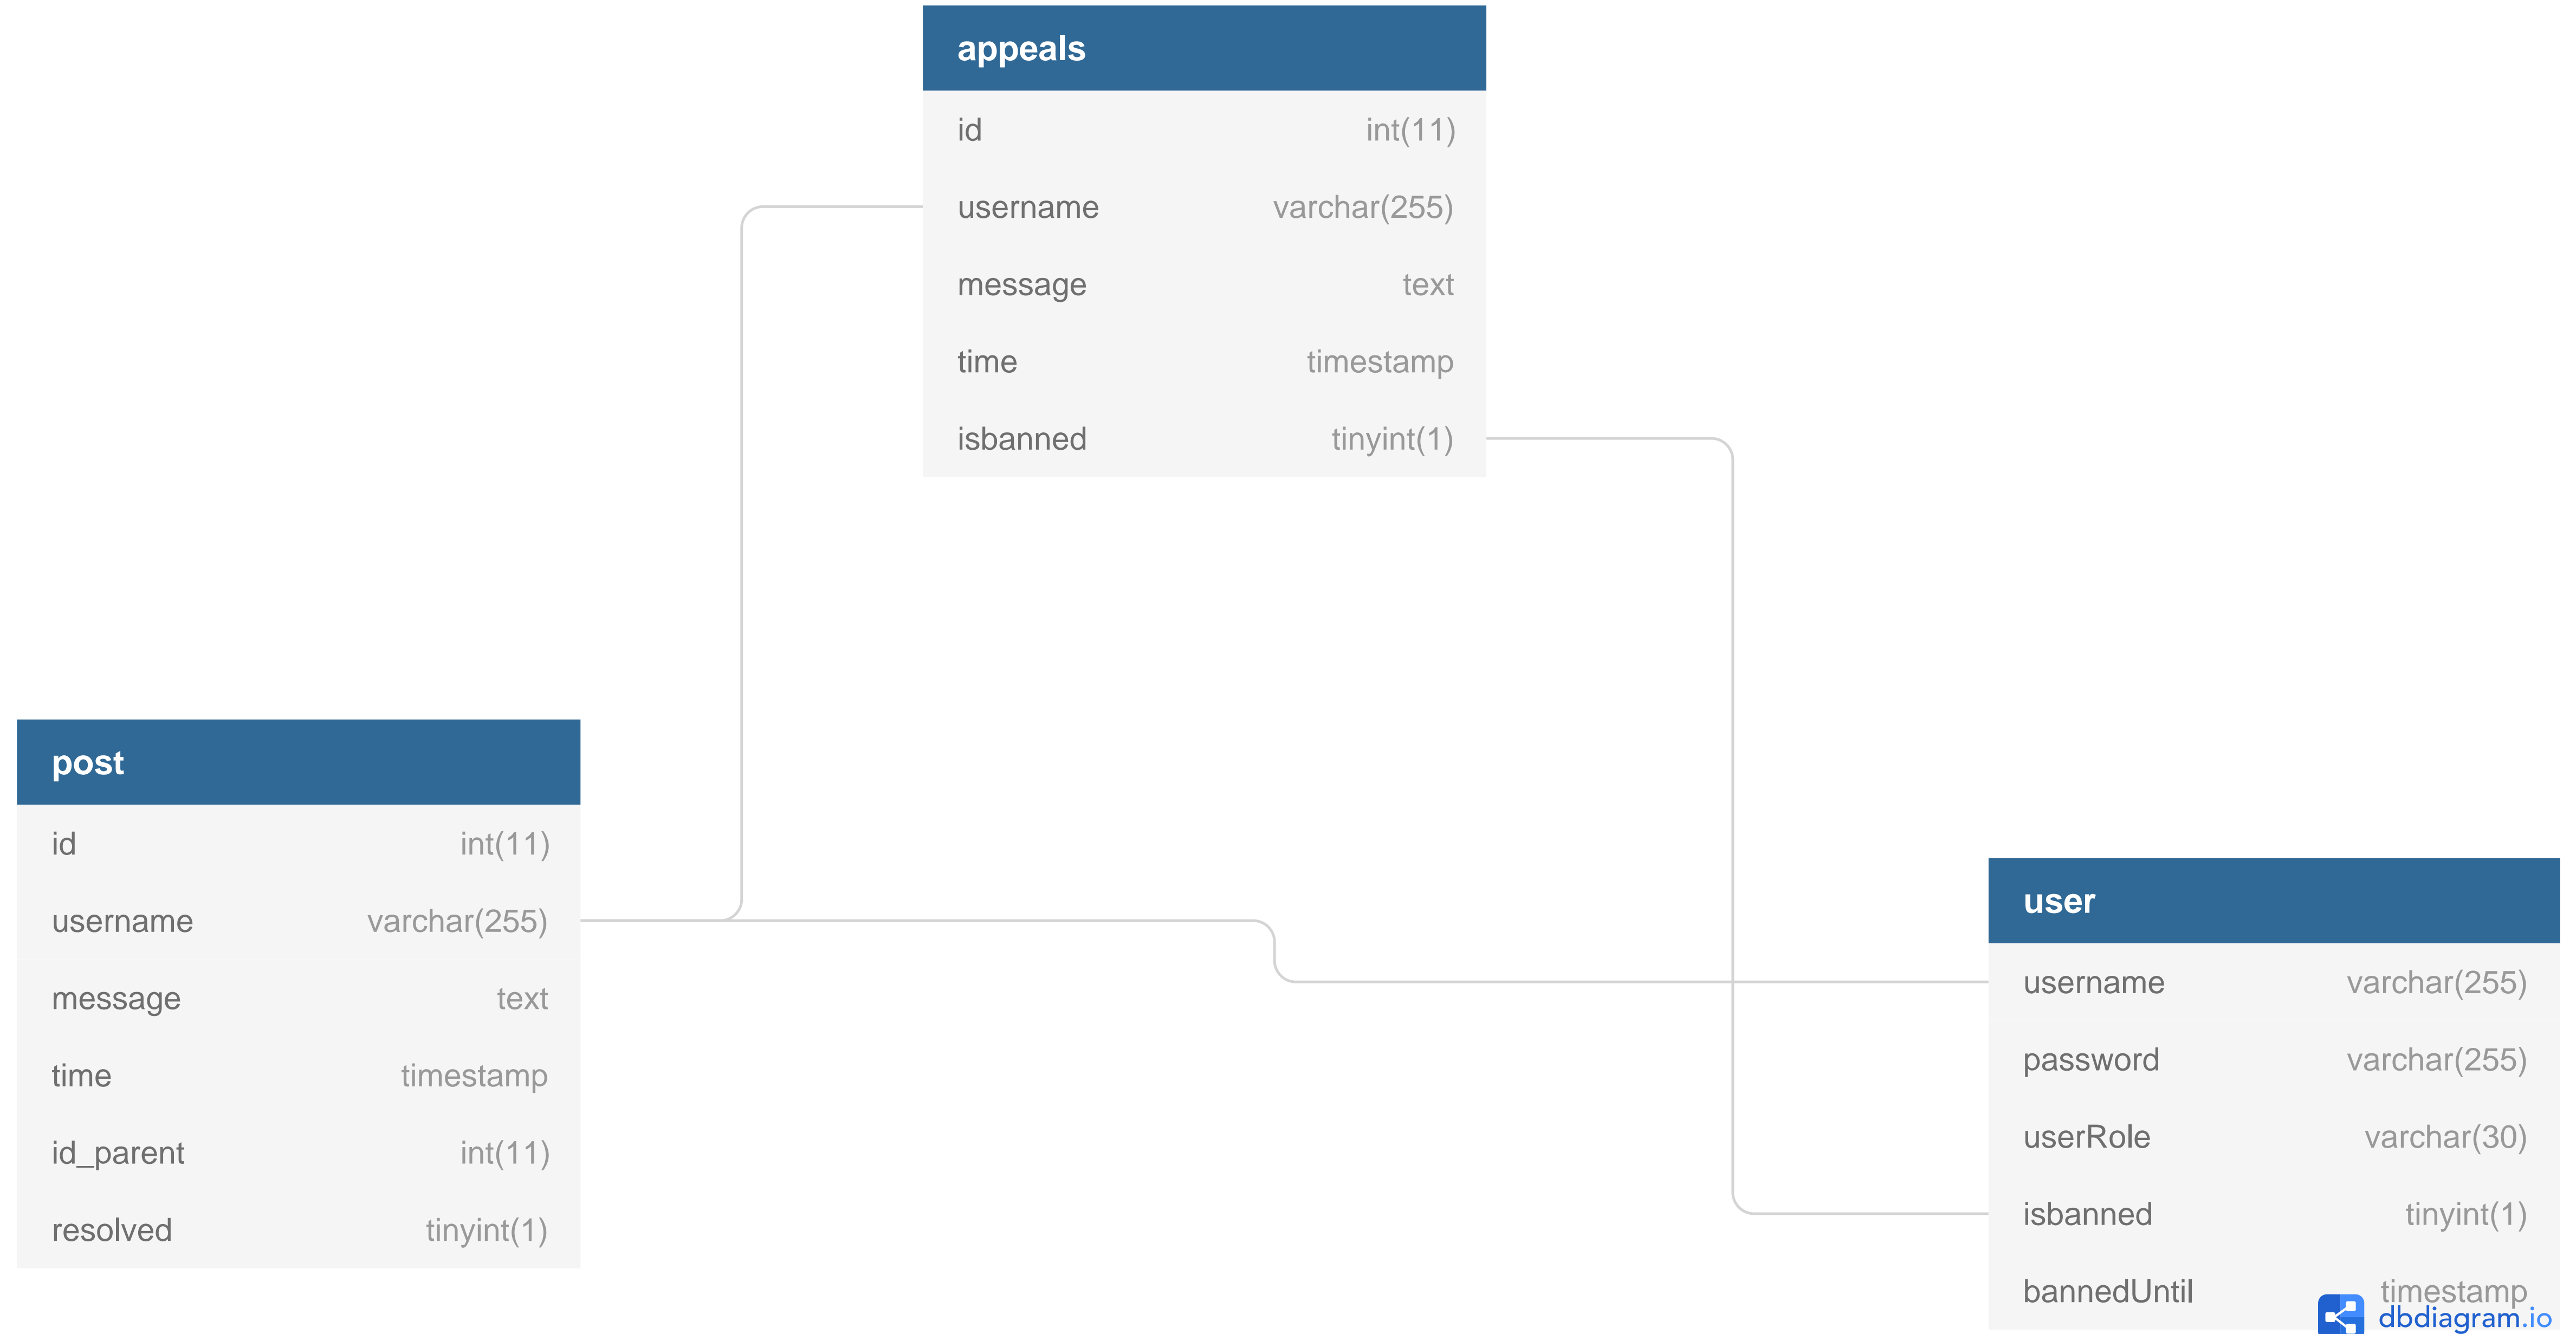 appeals
id int(11)
username varchar(255)
message text
time timestamp
isbanned tinyint(1)
post
id int(11)
username varchar(255)
message text
time timestamp
id_parent int(11)
resolved tinyint(1)
user
username varchar(255)
password varchar(255)
userRole varchar(30)
isbanned tinyint(1)
bannedUntil timestamp
dbdiagram.io